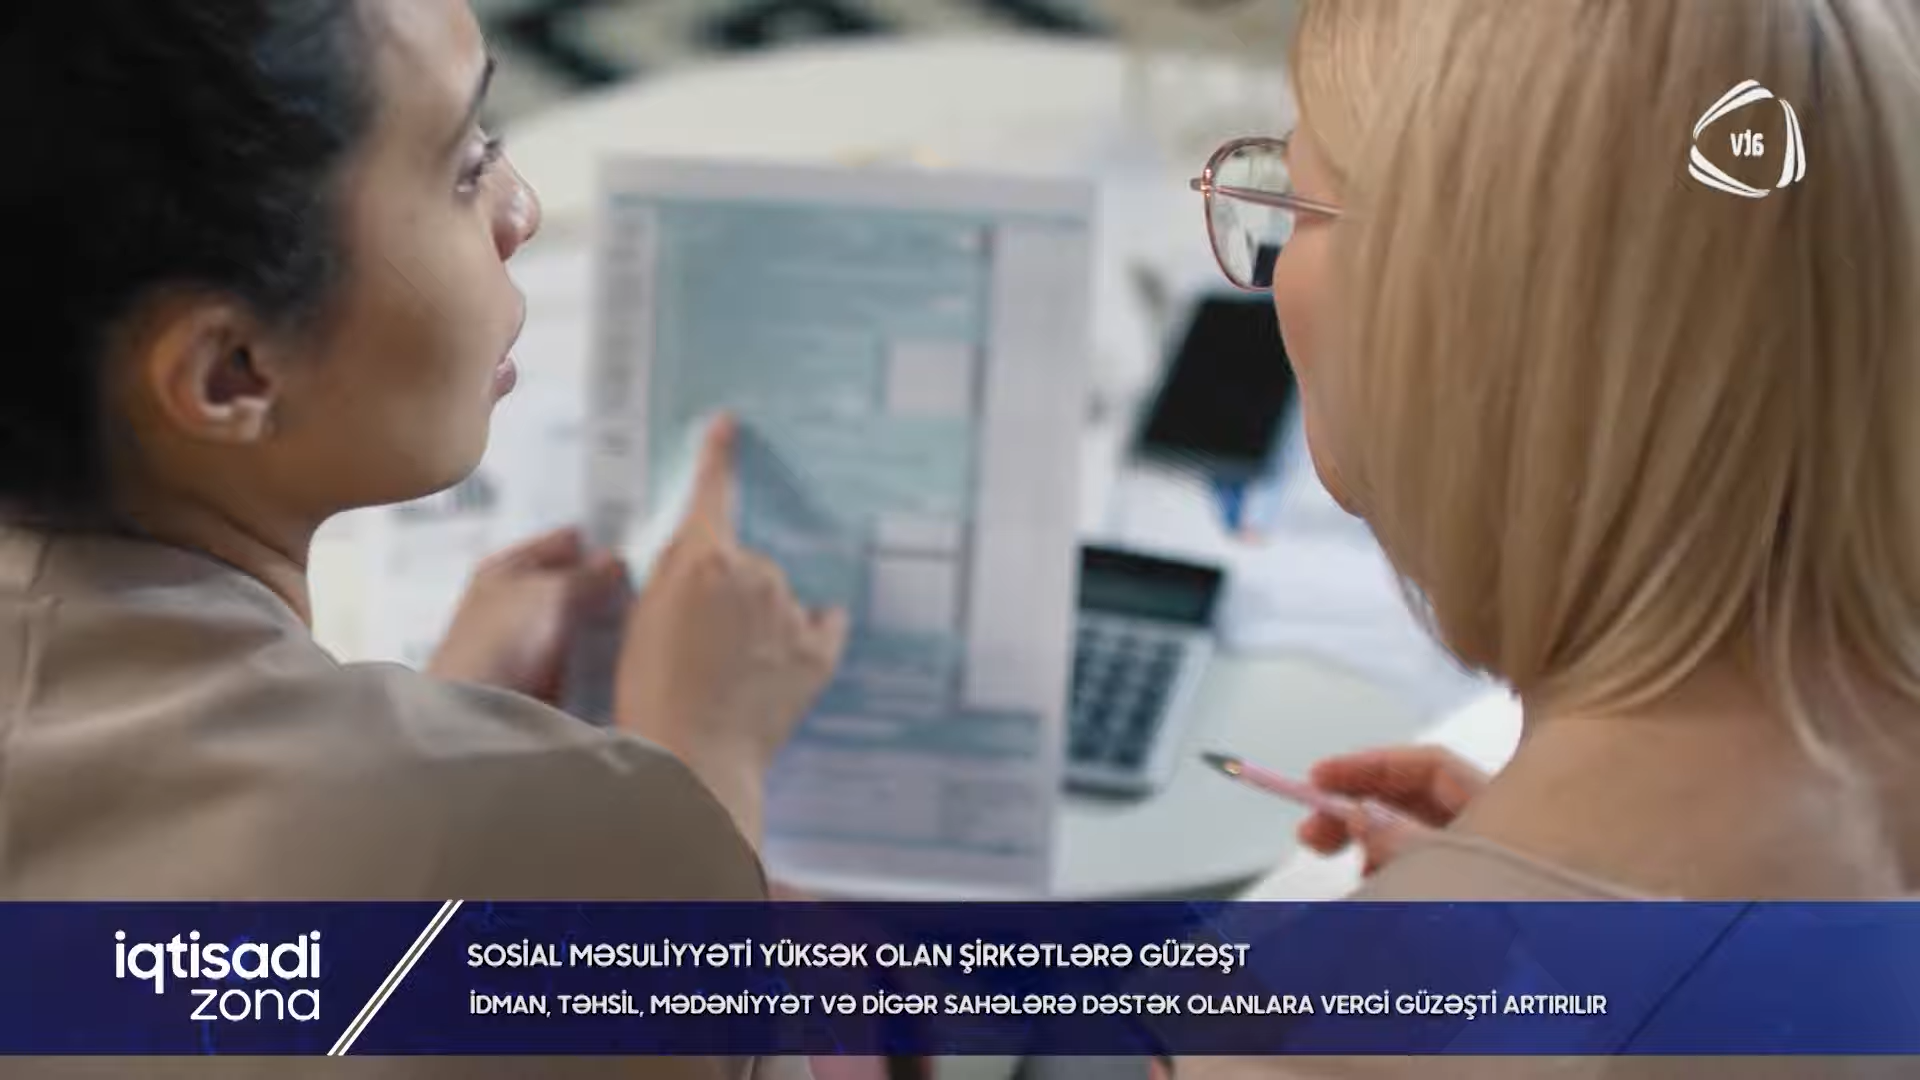 atv
iqtisadi
zona
SOSİAL MƏSULİYYƏTİ YÜKSƏK OLAN ŞİRKƏTLƏRƏ GÜZƏŞT
İDMAN, TƏHSİL, MƏDƏNİYYƏT VƏ DİGƏR SAHƏLƏRƏ DƏSTƏK OLANLARA VERGİ GÜZƏŞTİ ARTIRILIR